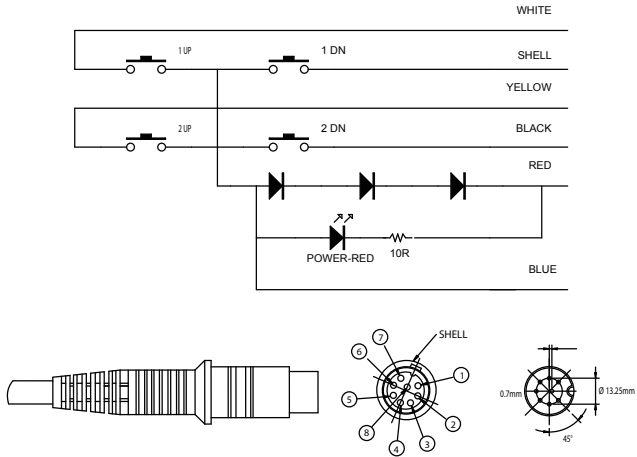 WHITE
1 UP
1 DN
SHELL
YELLOW
2 UP
2 DN
BLACK
RED
POWER-RED
10R
BLUE
SHELL
7
6
1
5
2
8
4
3
0.7mm
Ø 13.25mm
45°